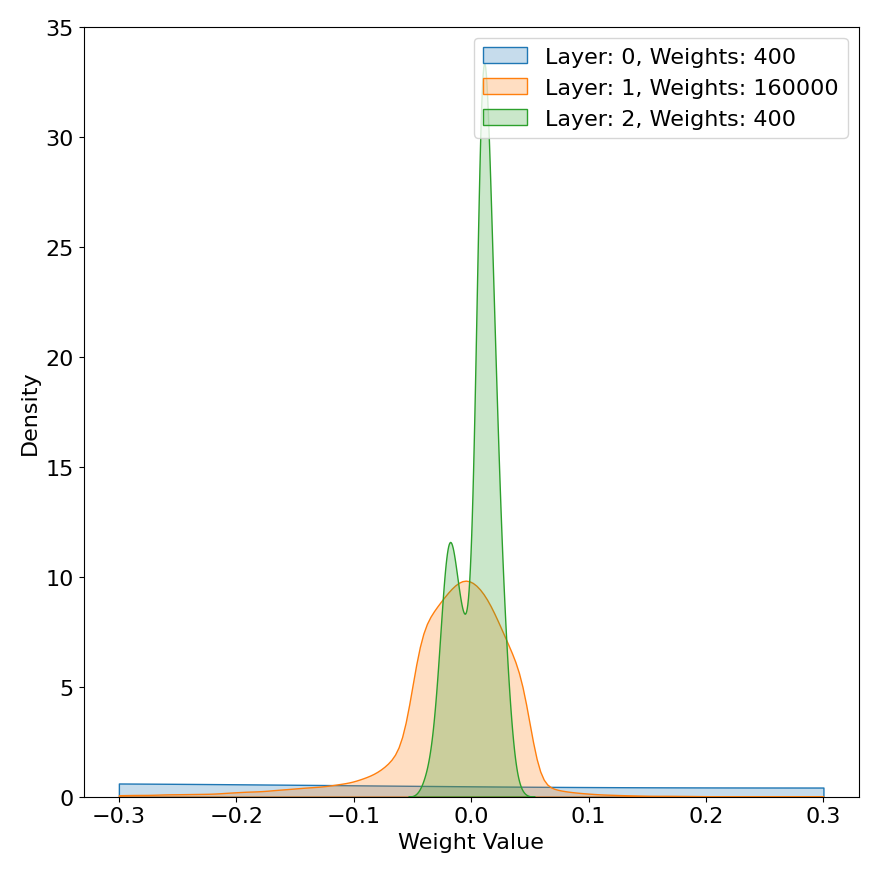 Layer: 0, Weights: 400
Layer: 1, Weights: 160000
Layer: 2, Weights: 400
35
30
25
20
15
10
5
0
Density
−0.3 −0.2 −0.1 0.0 0.1 0.2 0.3
Weight Value